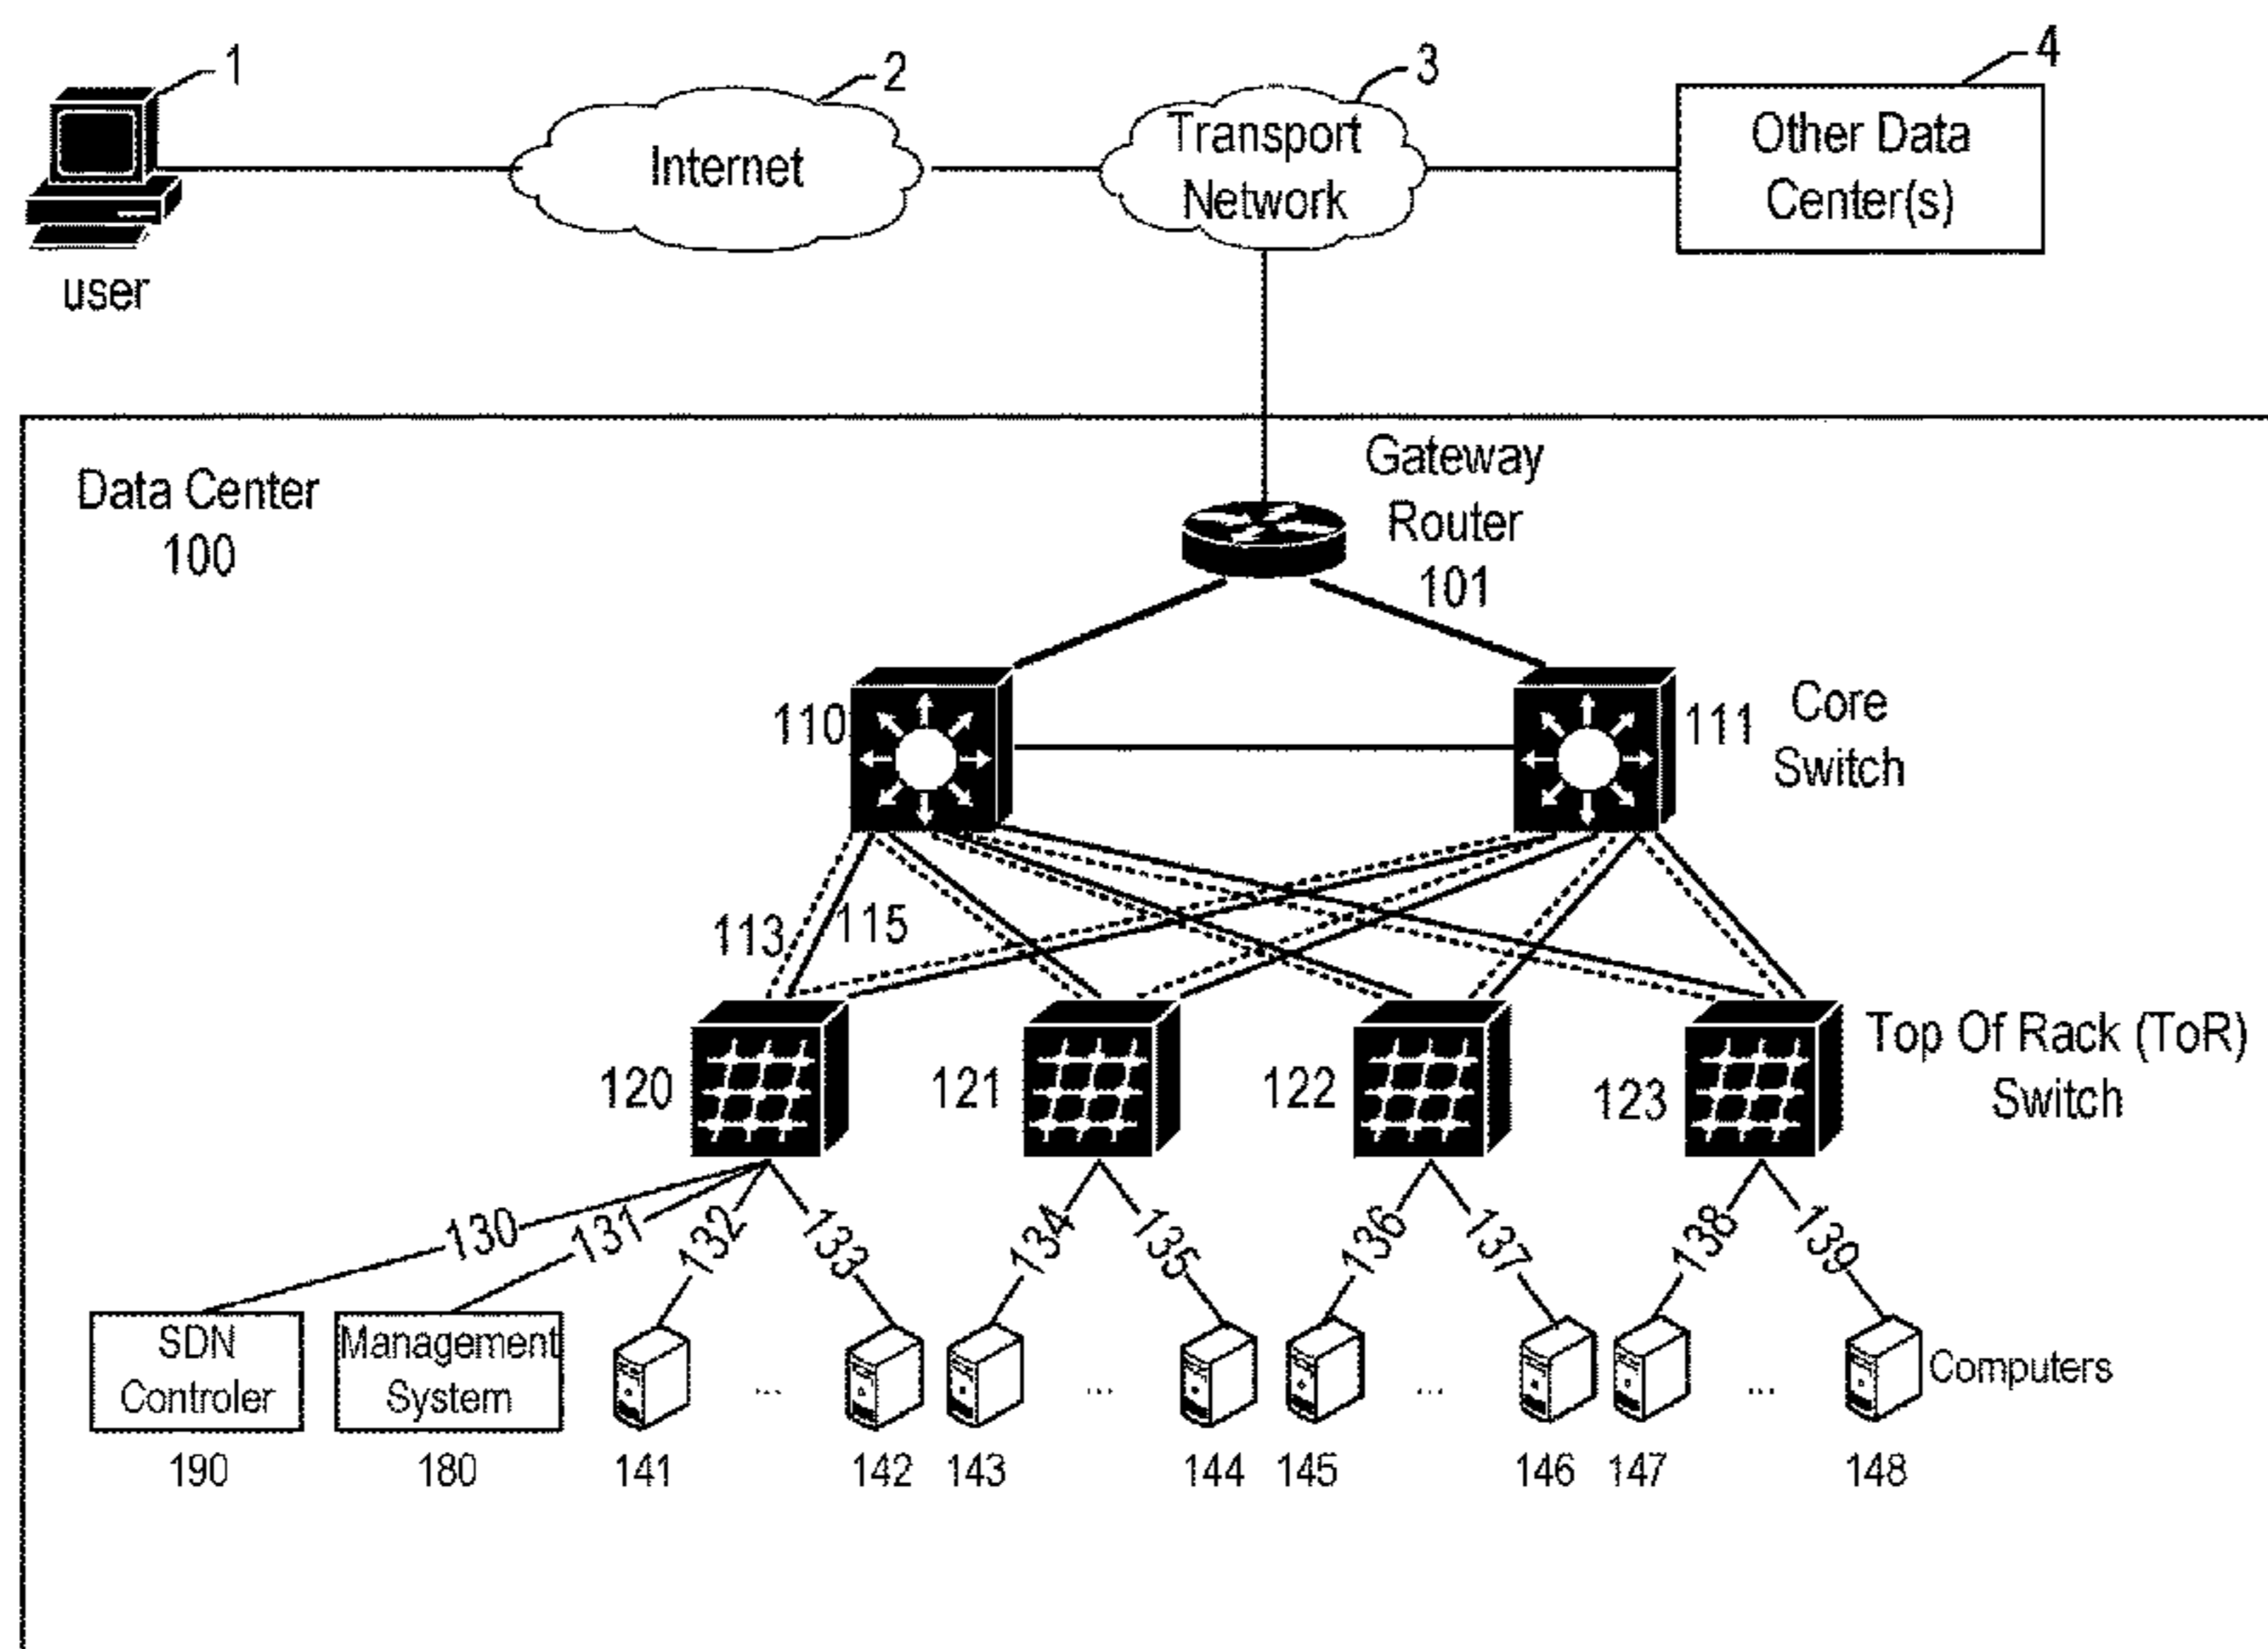 1
2
3
4
Internet
Transport
Network
Other Data
Center(s)
user
Data Center
100
Gateway
Router
101
110
111
Core
Switch
113
115
120
121
122
123
Top Of Rack (ToR)
Switch
130
131
132
133
134
135
136
137
138
139
SDN
Controler
Management
System
...
...
...
...
Computers
190
180
141
142
143
144
145
146
147
148